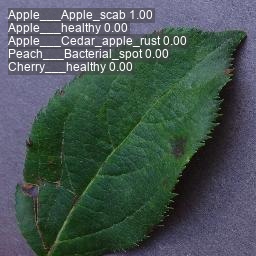 Apple___Apple_scab 1.00
Apple___healthy 0.00
Apple___Cedar_apple_rust 0.00
Peach___Bacterial_spot 0.00
Cherry___healthy 0.00